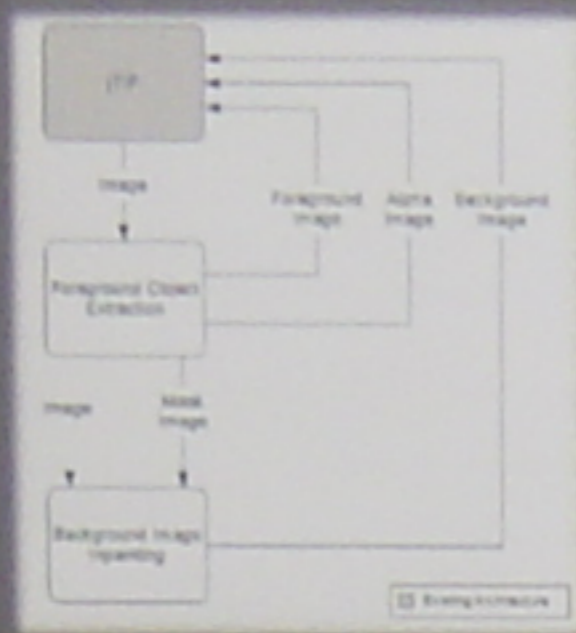 Image
Foreground
Image
Alpha
Image
Background
Image
Foreground Object
Extraction
Image
Mask
Image
Background Image
Inpainting
Existing Architecture